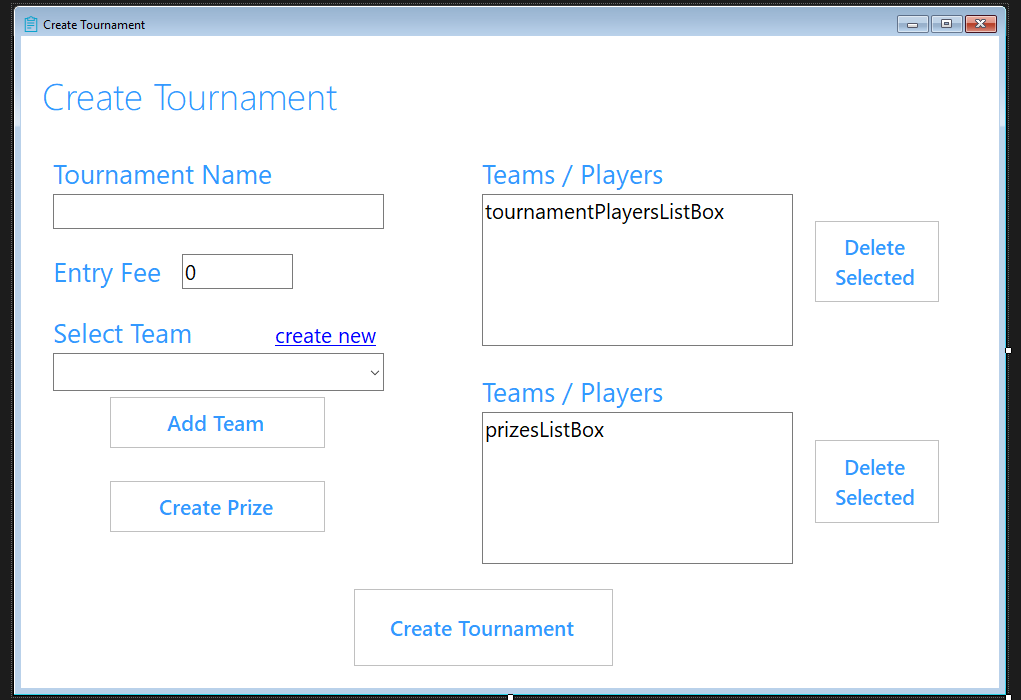 Create Tournament
Create Tournament
Tournament Name
Entry Fee
0
Select Team
create new
Add Team
Create Prize
Teams / Players
tournamentPlayersListBox
Delete
Selected
Teams / Players
prizesListBox
Delete
Selected
Create Tournament